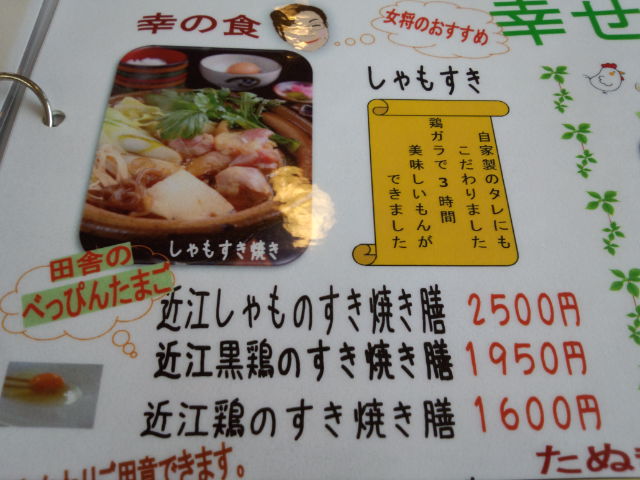 幸の食
女将のおすすめ
幸せ
しゃもすき
自家製のタレにも
こだわりました
鶏ガラで3時間
美味しいもんが
できました
しゃもすき焼き
田舎の
べっぴんたまご
近江しゃものすき焼き膳 2500円
近江黒鶏のすき焼き膳 1950円
近江鶏のすき焼き膳 1600円
ご用意できます。
たぬ